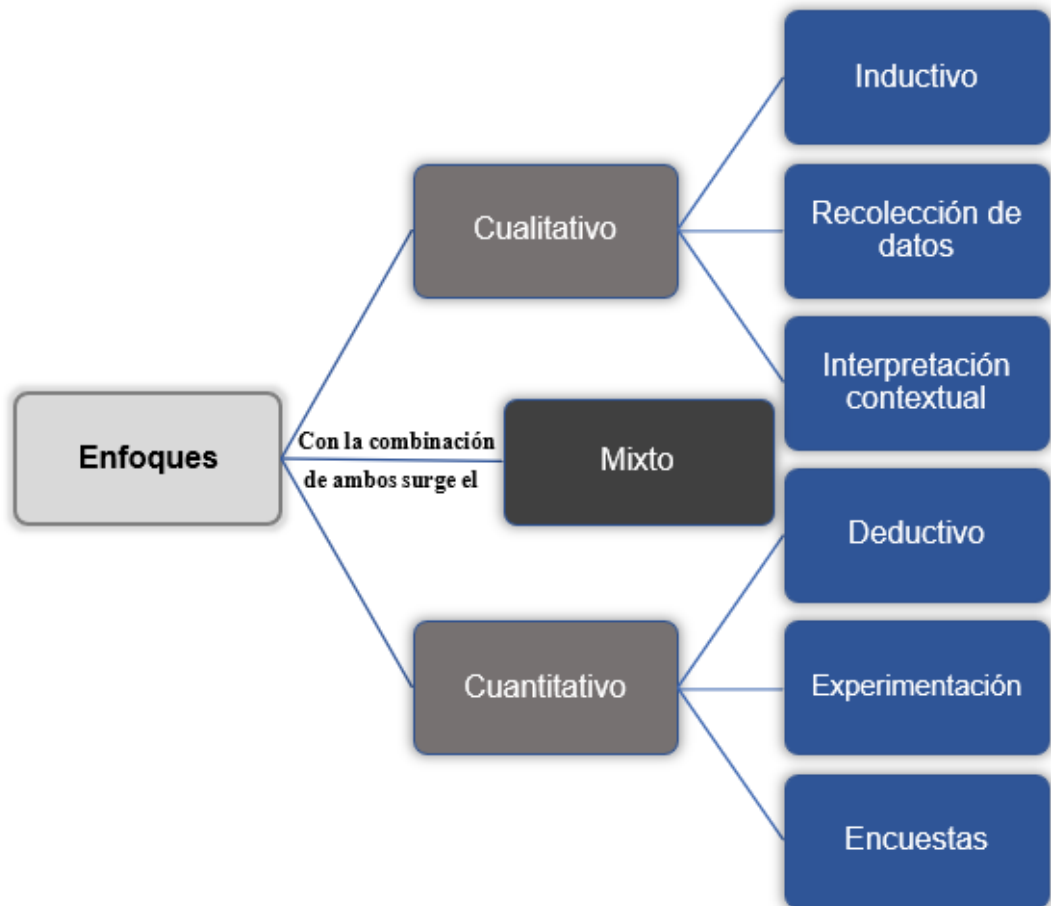 Enfoques
Cualitativo
Con la combinación
de ambos surge el
Mixto
Cuantitativo
Inductivo
Recolección de
datos
Interpretación
contextual
Deductivo
Experimentación
Encuestas